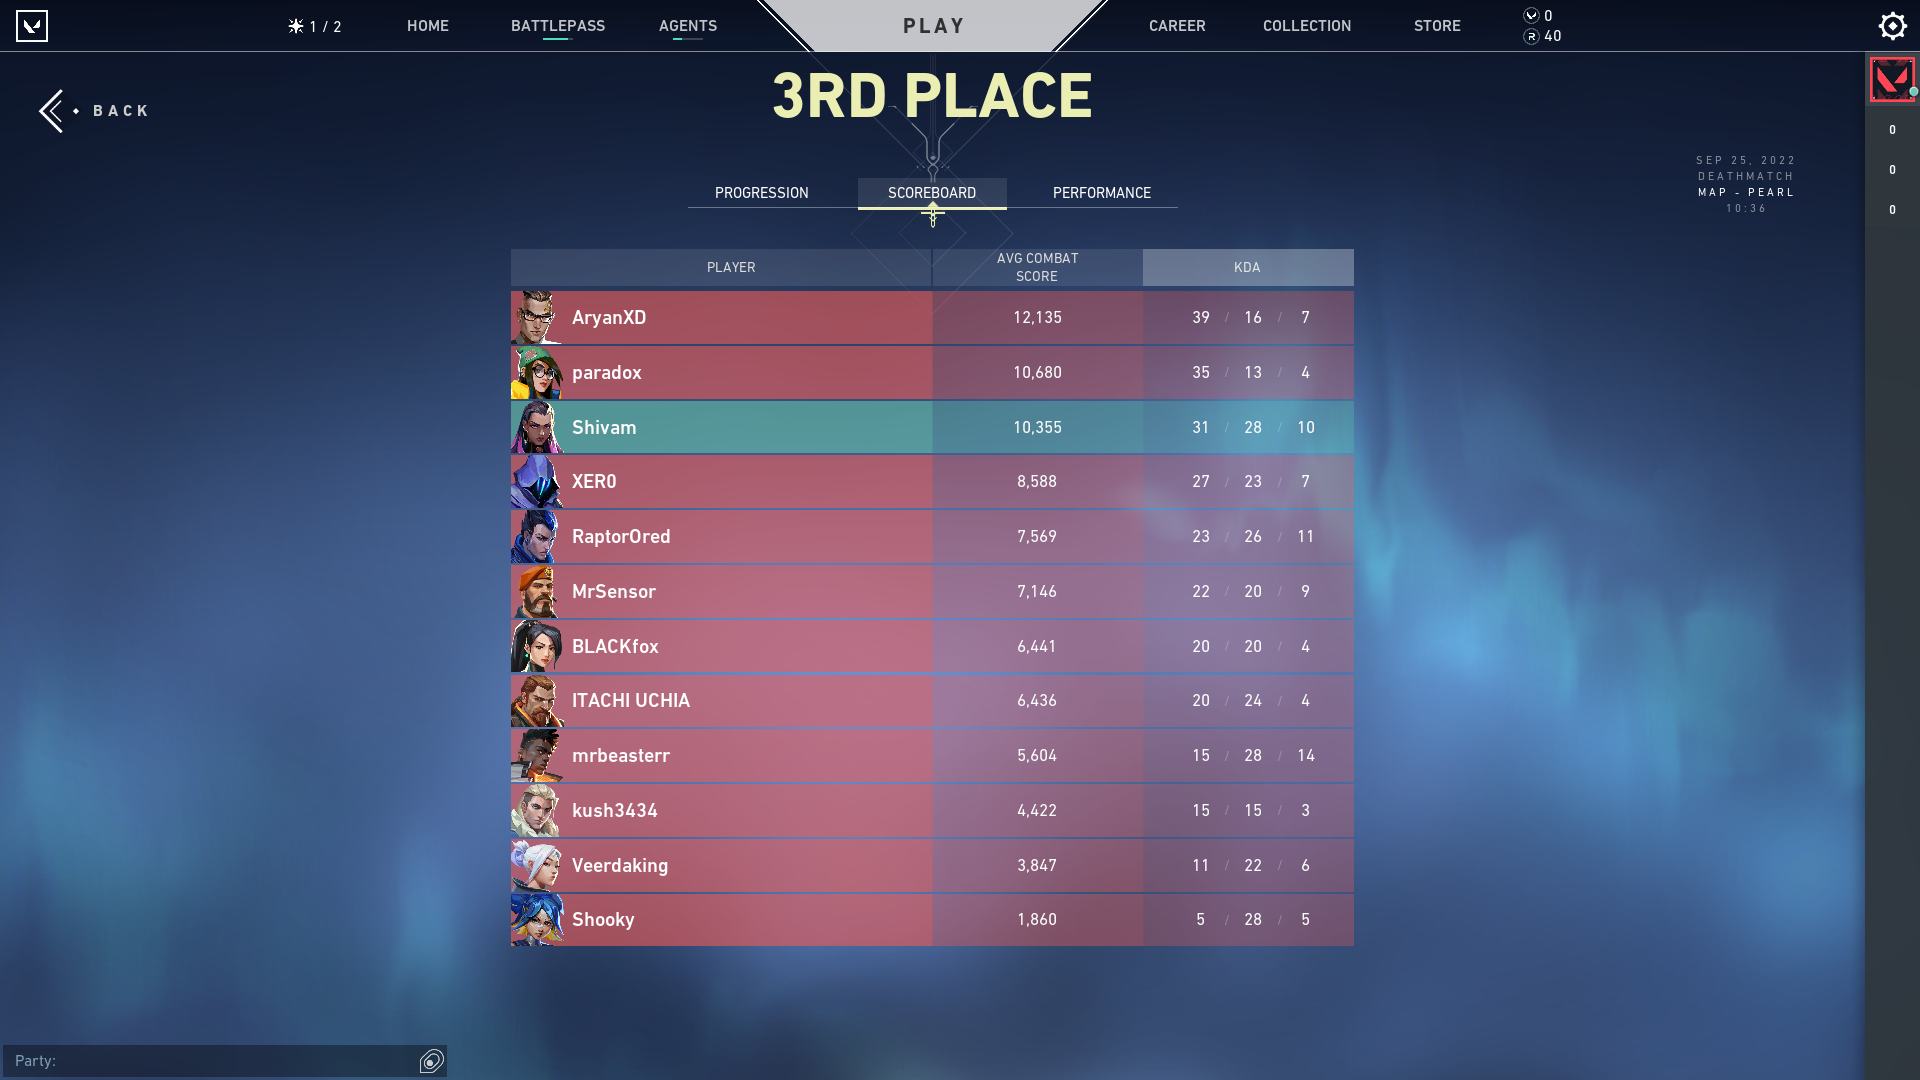 1 / 2
HOME
BATTLEPASS
AGENTS
PLAY
CAREER
COLLECTION
STORE
0
R 40
BACK
3RD PLACE
SEP 25, 2022
DEATHMATCH
MAP - PEARL
10:36
0
0
0
PROGRESSION
SCOREBOARD
PERFORMANCE
PLAYER
AVG COMBAT
SCORE
KDA
AryanXD 12,135 39 / 16 / 7
paradox 10,680 35 / 13 / 4
Shivam 10,355 31 / 28 / 10
XER0 8,588 27 / 23 / 7
RaptorOred 7,569 23 / 26 / 11
MrSensor 7,146 22 / 20 / 9
BLACKfox 6,441 20 / 20 / 4
ITACHI UCHIA 6,436 20 / 24 / 4
mrbeasterr 5,604 15 / 28 / 14
kush3434 4,422 15 / 15 / 3
Veerdaking 3,847 11 / 22 / 6
Shooky 1,860 5 / 28 / 5
Party: